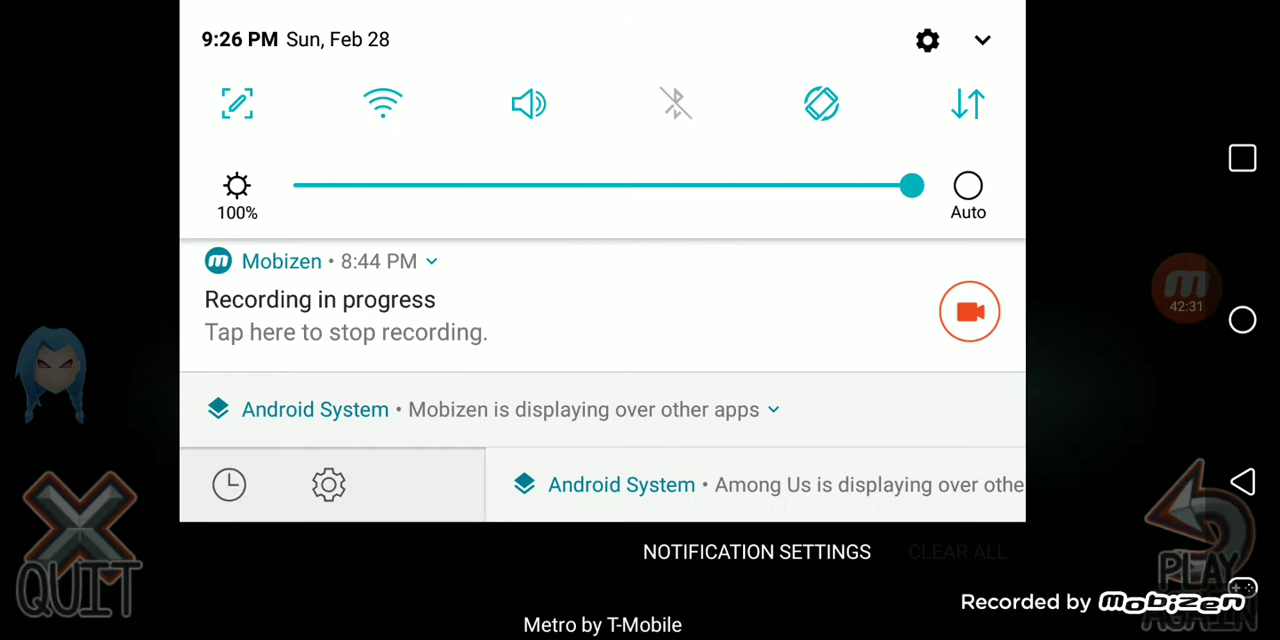 9:26 PM Sun, Feb 28
100%
Auto
Mobizen • 8:44 PM
Recording in progress
Tap here to stop recording.
42:31
Android System • Mobizen is displaying over other apps
Android System • Among Us is displaying over othe
NOTIFICATION SETTINGS CLEAR ALL
QUIT
PLAY AGAIN
Recorded by mobizen
Metro by T-Mobile